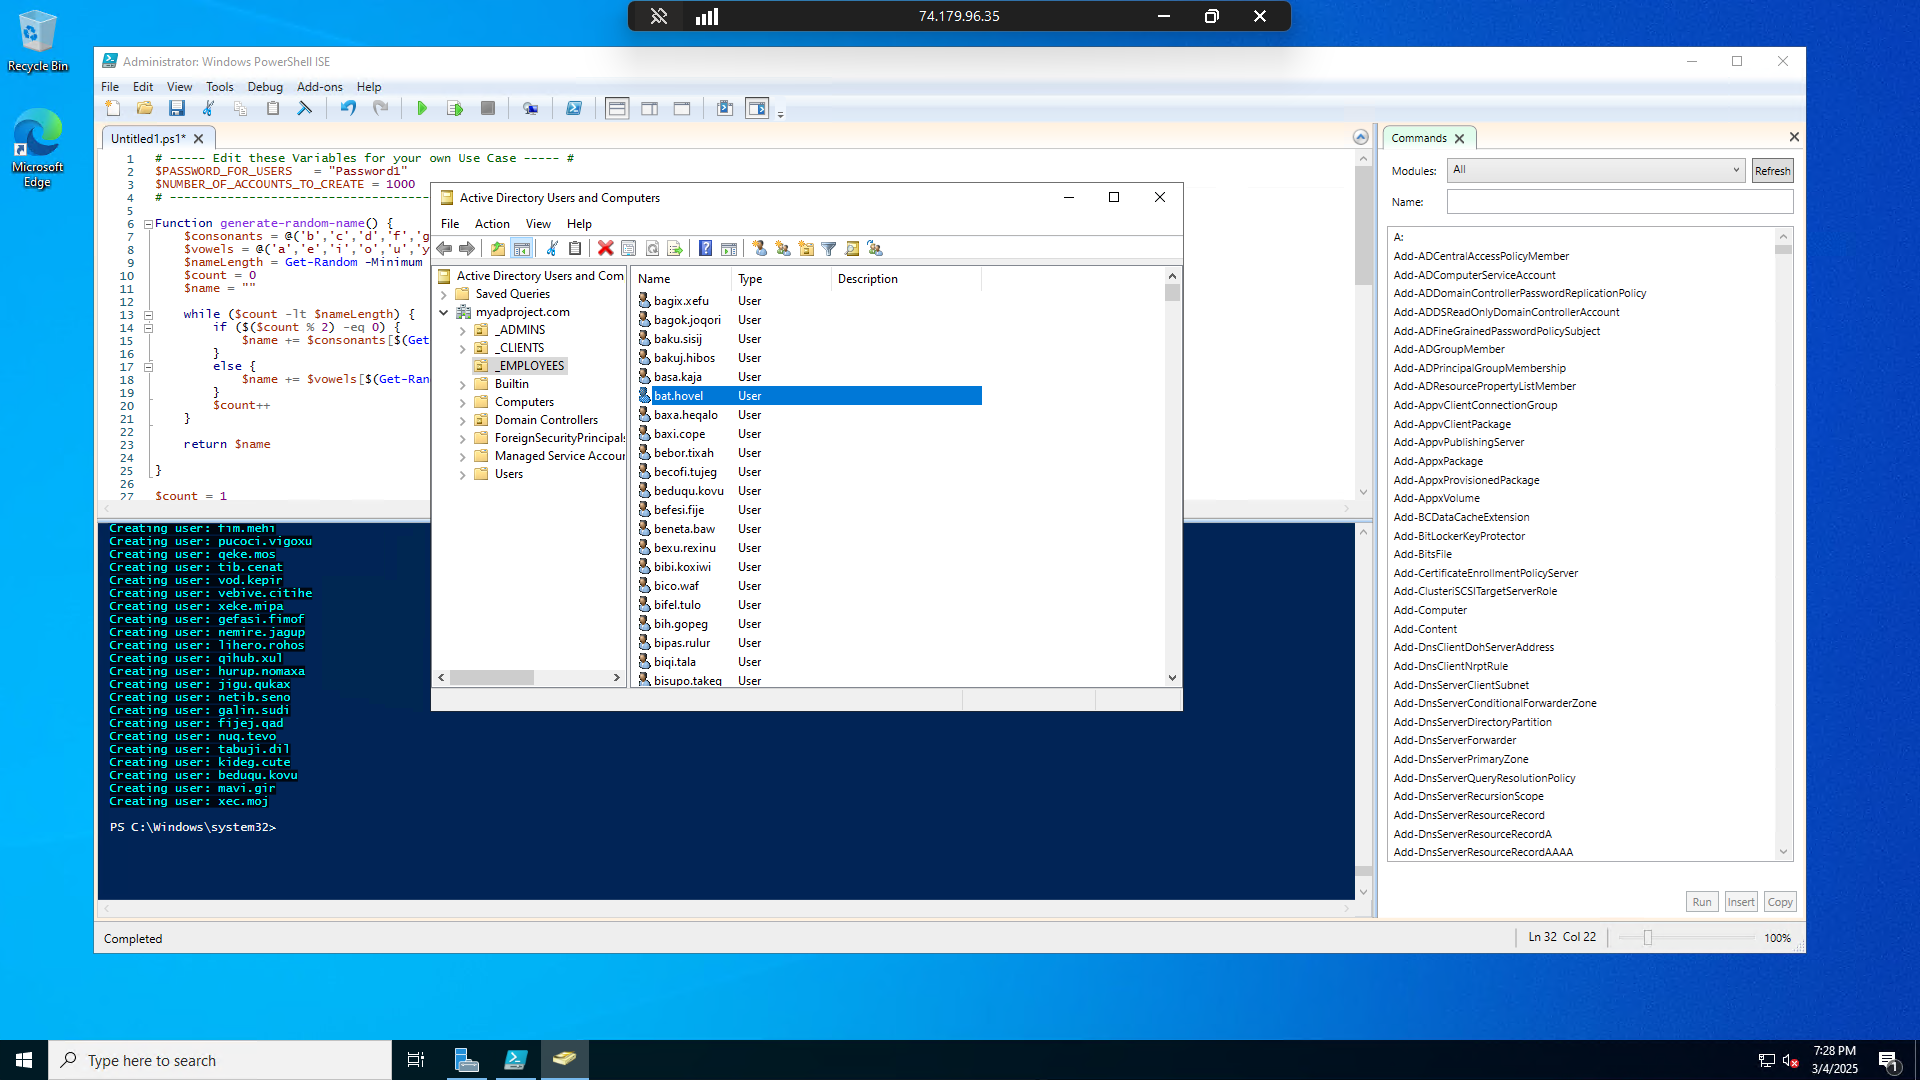 74.179.96.35
Recycle Bin
Microsoft
Edge
Administrator: Windows PowerShell ISE
File Edit View Tools Debug Add-ons Help
Untitled1.ps1*
1 # ----- Edit these Variables for your own Use Case ----- #
2 $PASSWORD_FOR_USERS = "Password1"
3 $NUMBER_OF_ACCOUNTS_TO_CREATE = 1000
4 # ------------------------------------
5
6 Function generate-random-name() {
7 $consonants = @('b','c','d','f','g
8 $vowels = @('a','e','i','o','u','y
9 $nameLength = Get-Random -Minimum
10 $count = 0
11 $name = ""
12
13 while ($count -lt $nameLength) {
14 if ($($count % 2) -eq 0) {
15 $name += $consonants[$(Get
16 }
17 else {
18 $name += $vowels[$(Get-Ran
19 }
20 $count++
21 }
22
23 return $name
24
25 }
26
27 $count = 1
Creating user: fim.mehi
Creating user: pucoci.vigoxu
Creating user: qeke.mos
Creating user: tib.cenat
Creating user: vod.kepir
Creating user: vebive.citihe
Creating user: xeke.mipa
Creating user: gefasi.fimof
Creating user: nemire.jagup
Creating user: lihero.rohos
Creating user: qihub.xul
Creating user: hurup.nomaxa
Creating user: jigu.qukax
Creating user: netib.seno
Creating user: galin.sudi
Creating user: fijej.qad
Creating user: nuq.tevo
Creating user: tabuji.dil
Creating user: kideg.cute
Creating user: beduqu.kovu
Creating user: mavi.gir
Creating user: xec.moj
PS C:\Windows\system32>
Active Directory Users and Computers
File Action View Help
Active Directory Users and Com
Saved Queries
myadproject.com
_ADMINS
_CLIENTS
_EMPLOYEES
Builtin
Computers
Domain Controllers
ForeignSecurityPrincipals
Managed Service Accour
Users
Name Type Description
bagix.xefu User
bagok.joqori User
baku.sisij User
bakuj.hibos User
basa.kaja User
bat.hovel User
baxa.heqalo User
baxi.cope User
bebor.tixah User
becofi.tujeg User
beduqu.kovu User
befesi.fije User
beneta.baw User
bexu.rexinu User
bibi.koxiwi User
bico.waf User
bifel.tulo User
bih.gopeg User
bipas.rulur User
biqi.tala User
bisupo.takeg User
Commands
Modules: All Refresh
Name:
A:
Add-ADCentralAccessPolicyMember
Add-ADComputerServiceAccount
Add-ADDomainControllerPasswordReplicationPolicy
Add-ADDSReadOnlyDomainControllerAccount
Add-ADFineGrainedPasswordPolicySubject
Add-ADGroupMember
Add-ADPrincipalGroupMembership
Add-ADResourcePropertyListMember
Add-AppvClientConnectionGroup
Add-AppvClientPackage
Add-AppvPublishingServer
Add-AppxPackage
Add-AppxProvisionedPackage
Add-AppxVolume
Add-BCDataCacheExtension
Add-BitLockerKeyProtector
Add-BitsFile
Add-CertificateEnrollmentPolicyServer
Add-ClusteriSCSITargetServerRole
Add-Computer
Add-Content
Add-DnsClientDohServerAddress
Add-DnsClientNrptRule
Add-DnsServerClientSubnet
Add-DnsServerConditionalForwarderZone
Add-DnsServerDirectoryPartition
Add-DnsServerForwarder
Add-DnsServerPrimaryZone
Add-DnsServerQueryResolutionPolicy
Add-DnsServerRecursionScope
Add-DnsServerResourceRecord
Add-DnsServerResourceRecordA
Add-DnsServerResourceRecordAAAA
Run Insert Copy
Completed
Ln 32 Col 22 100%
Type here to search
7:28 PM
3/4/2025
1